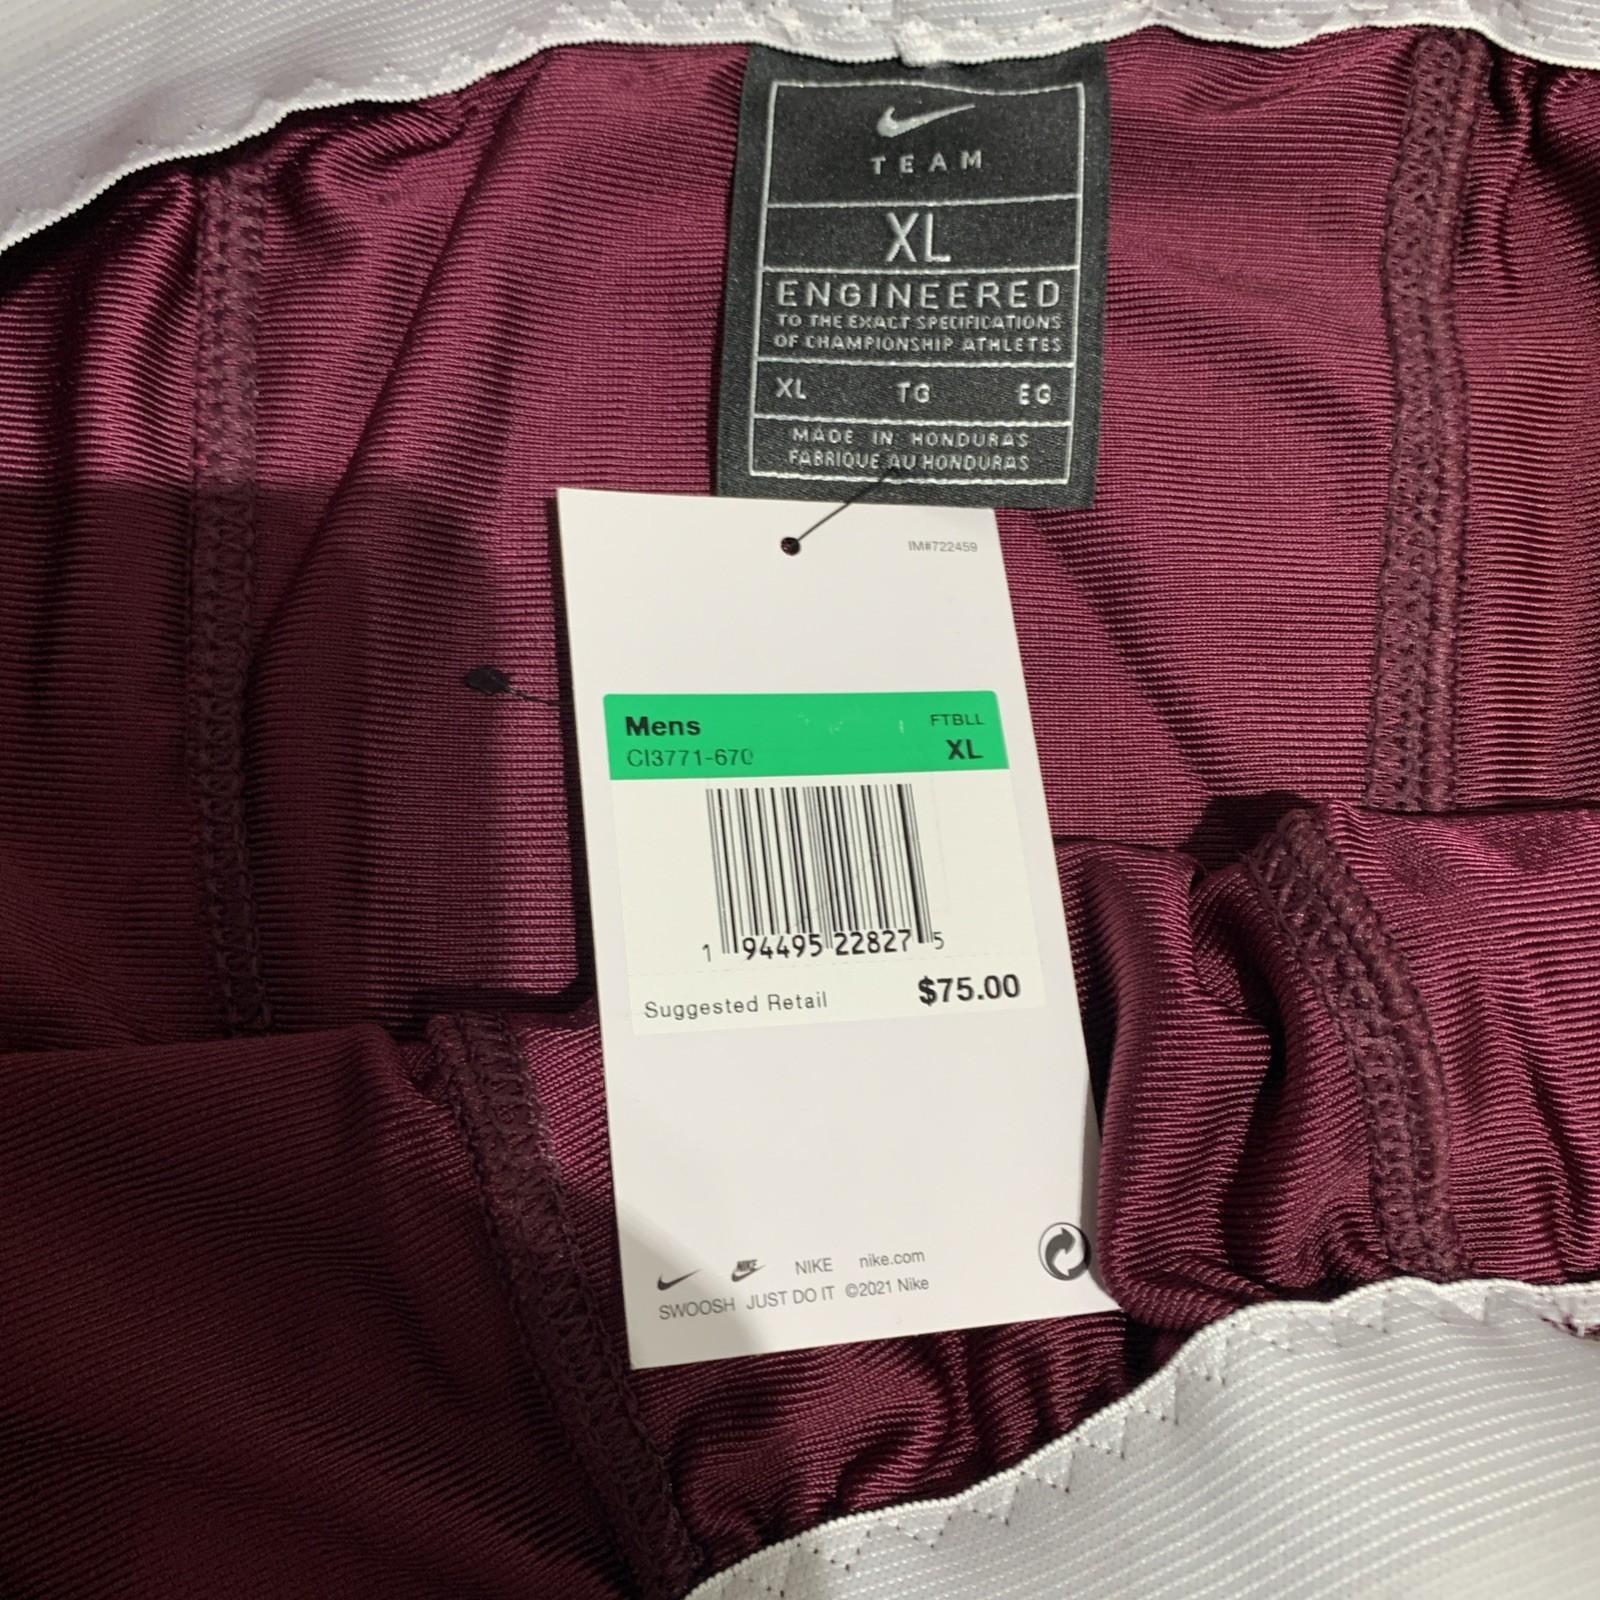 TEAM
XL
ENGINEERED
TO THE EXACT SPECIFICATIONS
OF CHAMPIONSHIP ATHLETES
XL TG EG
MADE IN HONDURAS
FABRIQUE AU HONDURAS
IM#722459
Mens FTBLL
CI3771-670 XL
1 94495 22827 5
Suggested Retail $75.00
NIKE NIKE nike.com
SWOOSH JUST DO IT ©2021 Nike